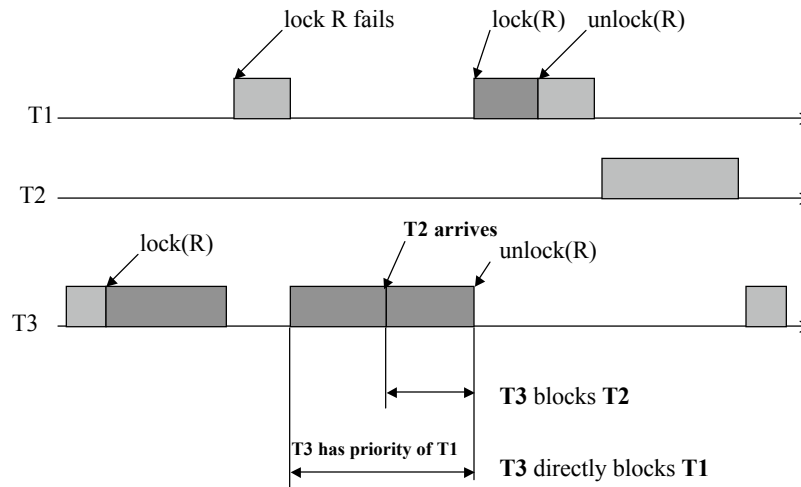 lock R fails
lock(R)
unlock(R)
T1
T2
T2 arrives
lock(R)
unlock(R)
T3
T3 blocks T2
T3 has priority of T1
T3 directly blocks T1